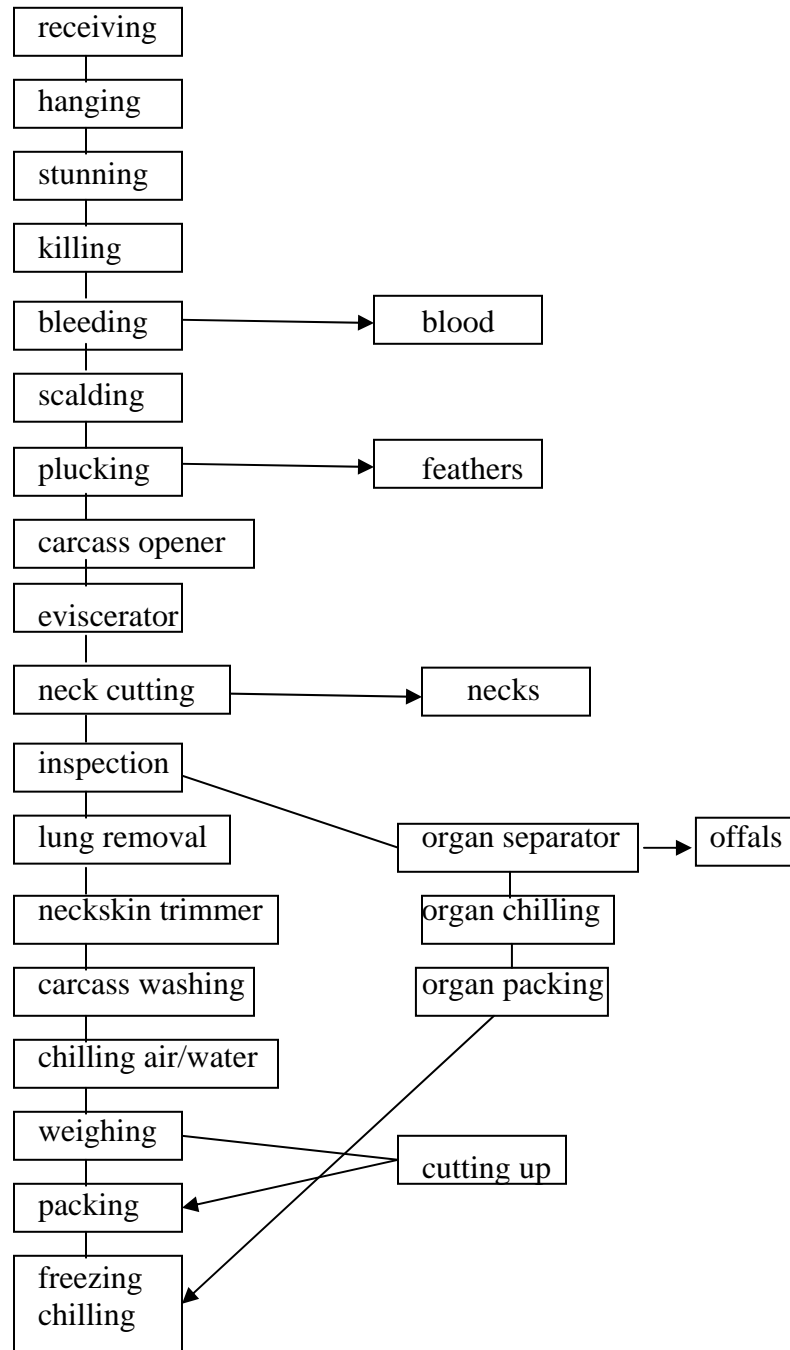 receiving
hanging
stunning
killing
bleeding
blood
scalding
plucking
feathers
carcass opener
eviscerator
neck cutting
necks
inspection
lung removal
organ separator
offals
neckskin trimmer
organ chilling
carcass washing
organ packing
chilling air/water
weighing
cutting up
packing
freezing
chilling